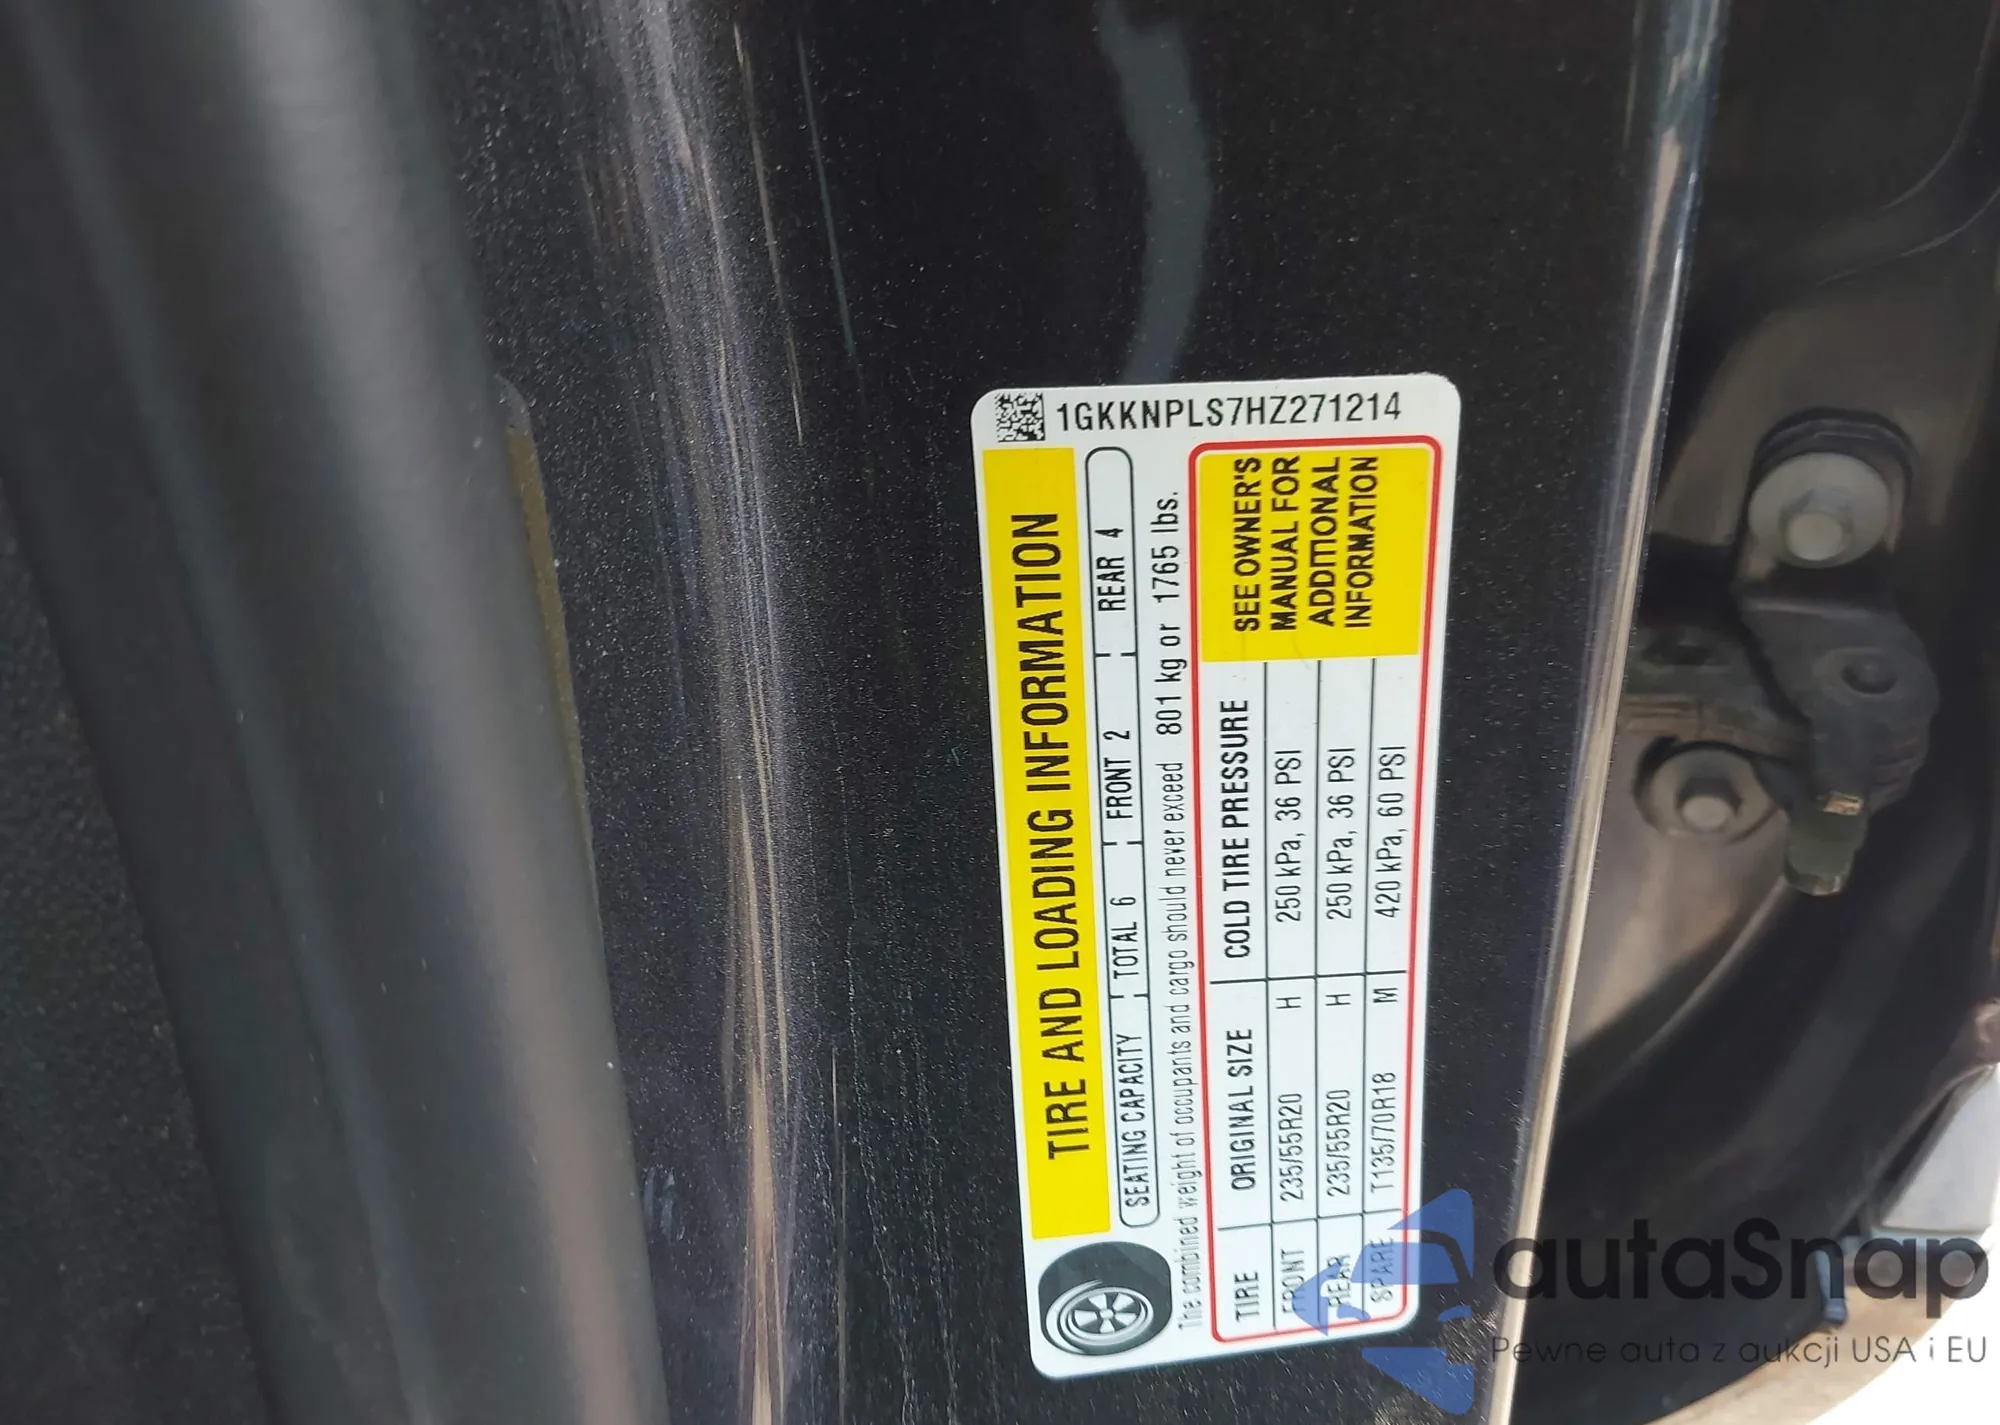 1GKKNPLS7HZ271214
TIRE AND LOADING INFORMATION
SEATING CAPACITY TOTAL 6 FRONT 2 REAR 4
The combined weight of occupants and cargo should never exceed 801 kg or 1765 lbs.
TIRE ORIGINAL SIZE COLD TIRE PRESSURE
FRONT 235/55R20 H 250 kPa, 36 PSI
REAR 235/55R20 H 250 kPa, 36 PSI
SPARE T135/70R18 M 420 kPa, 60 PSI
SEE OWNER'S
MANUAL FOR
ADDITIONAL
INFORMATION
autaSnap
Pewne auta z aukcji USA i EU